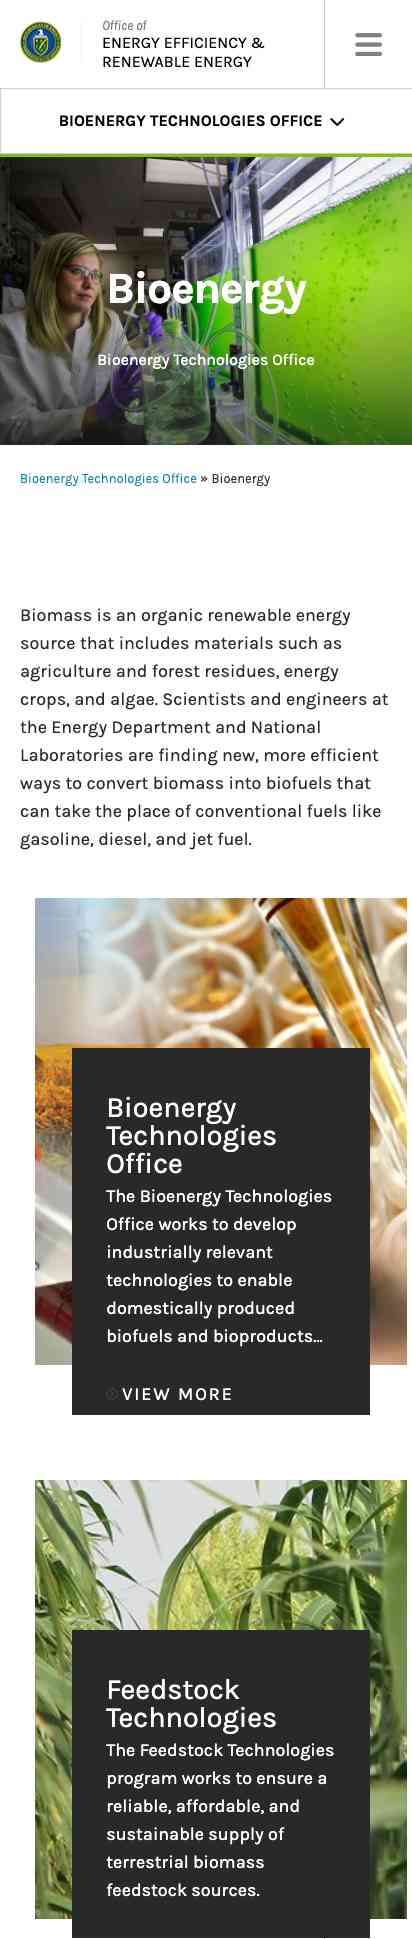 Office of
ENERGY EFFICIENCY &
RENEWABLE ENERGY
BIOENERGY TECHNOLOGIES OFFICE
Bioenergy
Bioenergy Technologies Office
Bioenergy Technologies Office » Bioenergy
Biomass is an organic renewable energy
source that includes materials such as
agriculture and forest residues, energy
crops, and algae. Scientists and engineers at
the Energy Department and National
Laboratories are finding new, more efficient
ways to convert biomass into biofuels that
can take the place of conventional fuels like
gasoline, diesel, and jet fuel.
Bioenergy
Technologies
Office
The Bioenergy Technologies
Office works to develop
industrially relevant
technologies to enable
domestically produced
biofuels and bioproducts...
VIEW MORE
Feedstock
Technologies
The Feedstock Technologies
program works to ensure a
reliable, affordable, and
sustainable supply of
terrestrial biomass
feedstock sources.